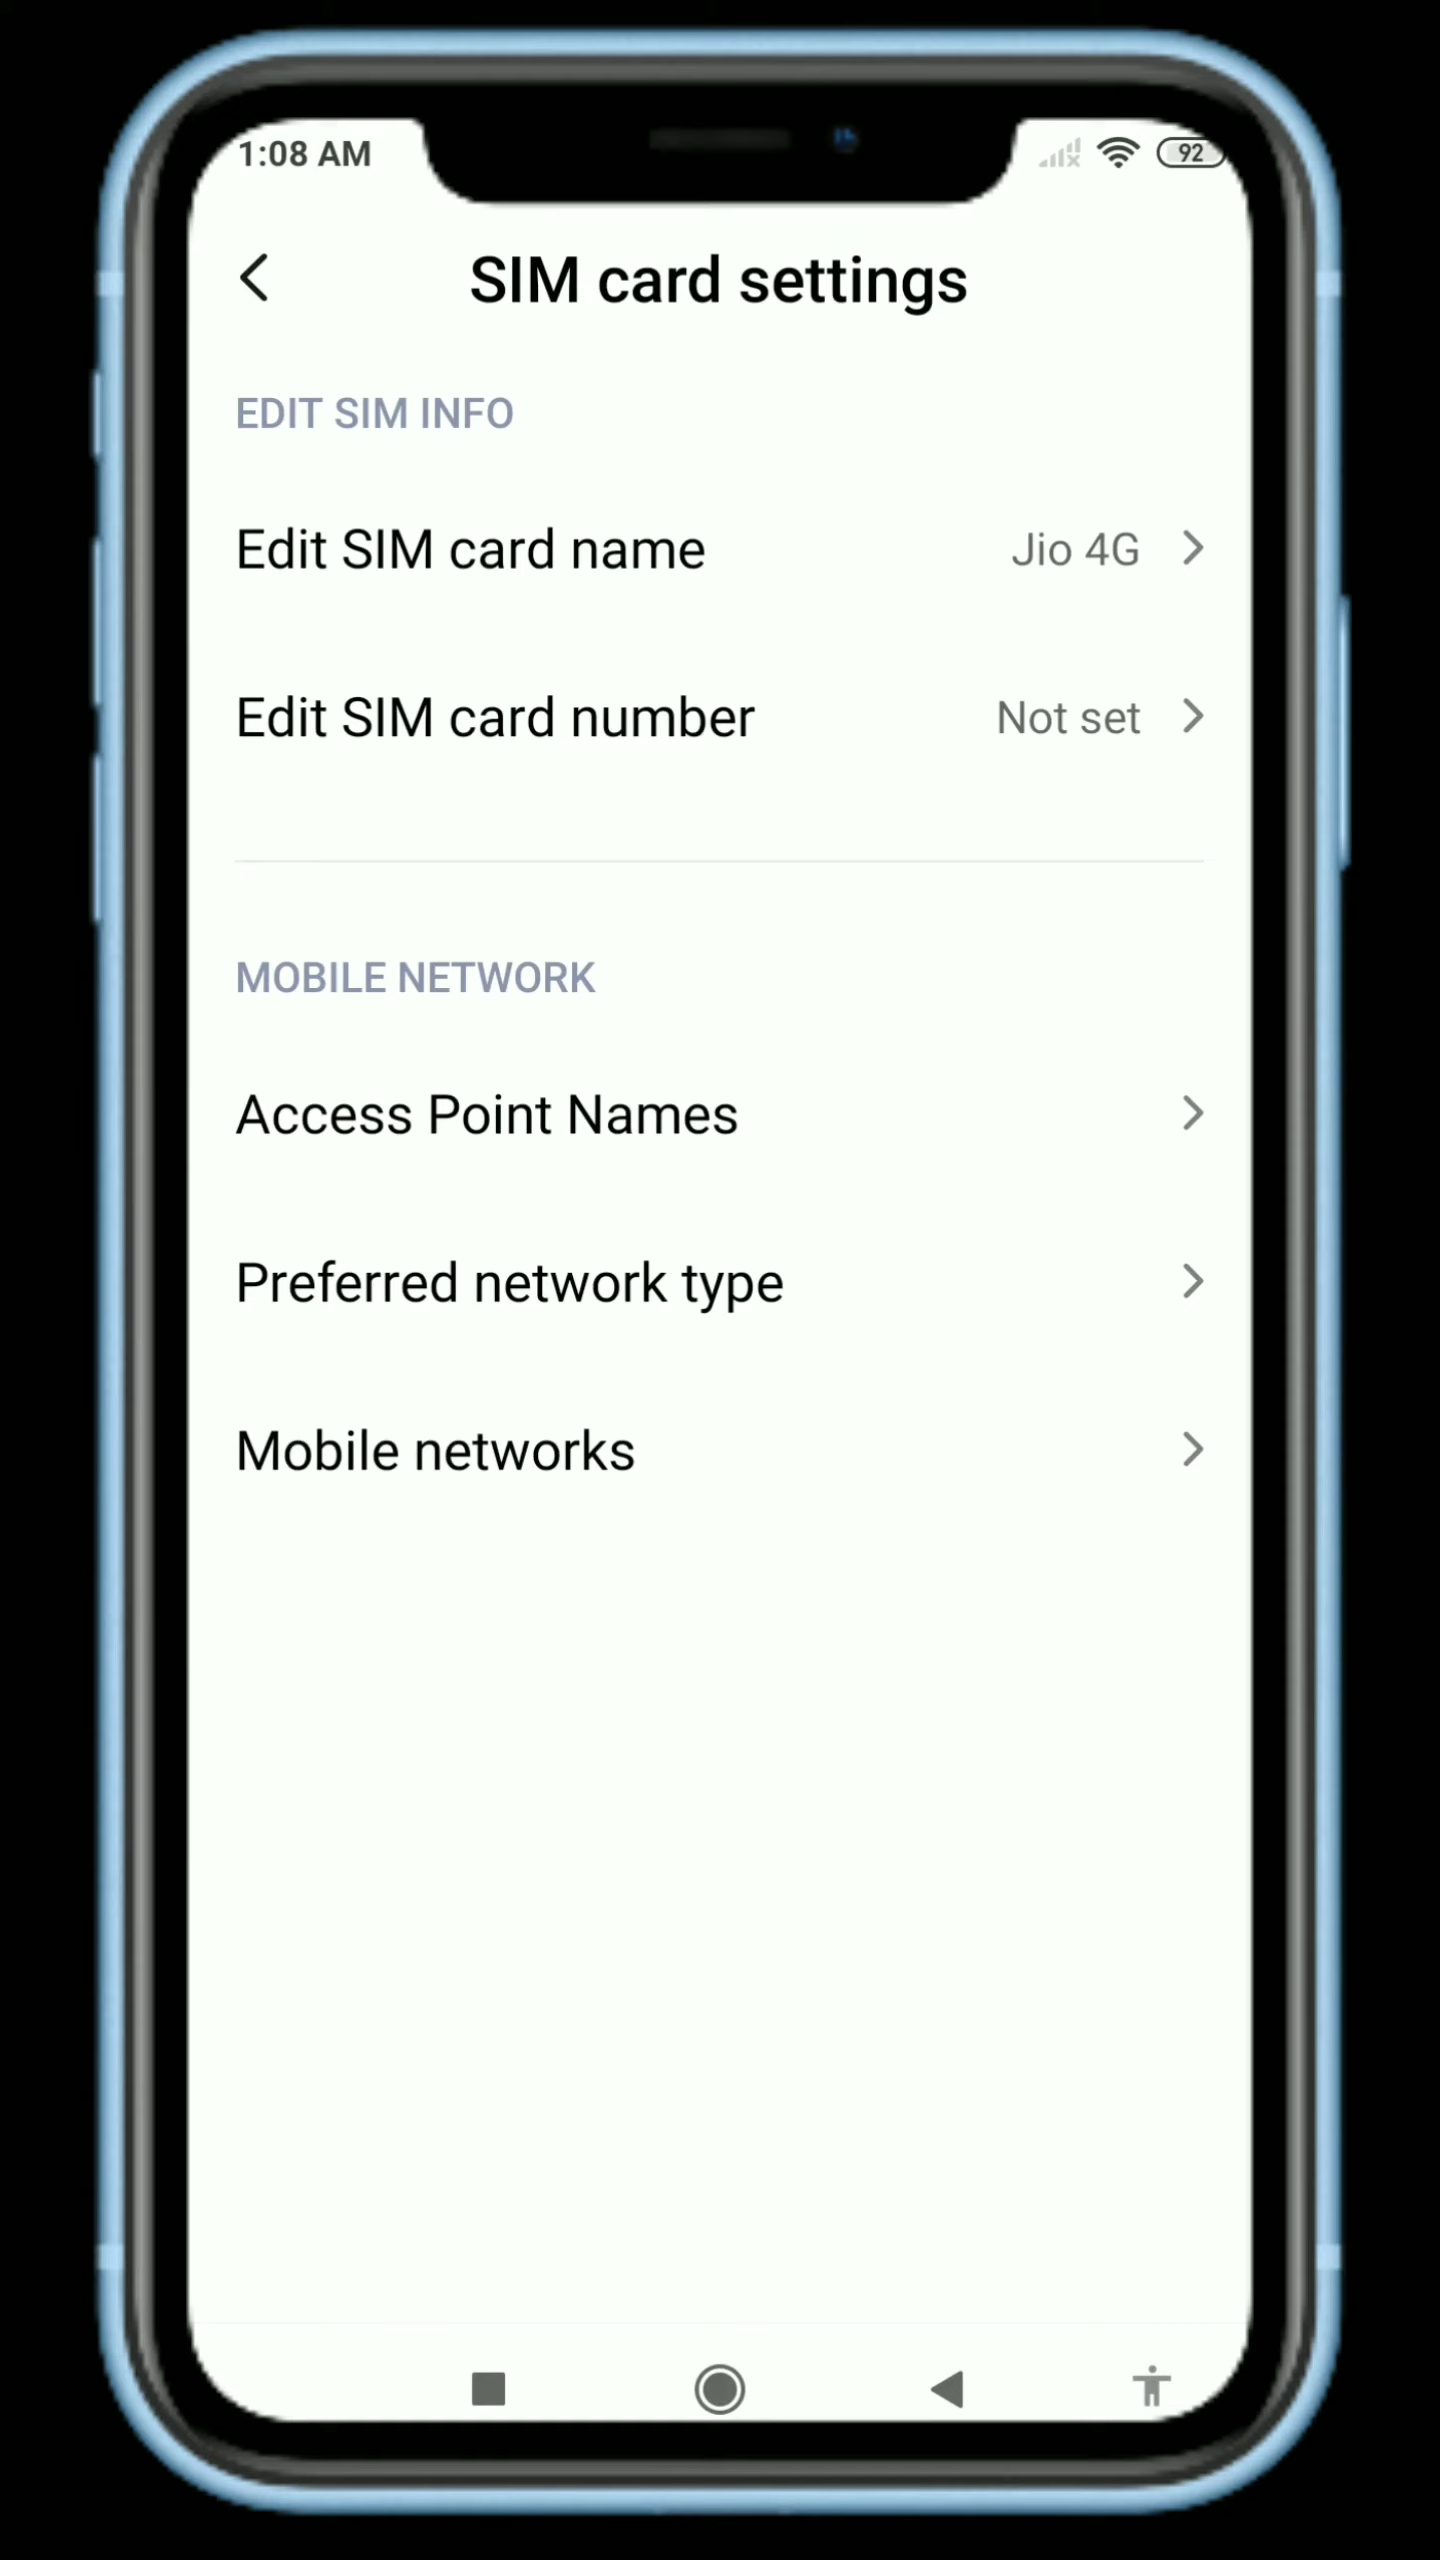 1:08 AM
92
SIM card settings
EDIT SIM INFO
Edit SIM card name
Jio 4G
Edit SIM card number
Not set
MOBILE NETWORK
Access Point Names
Preferred network type
Mobile networks